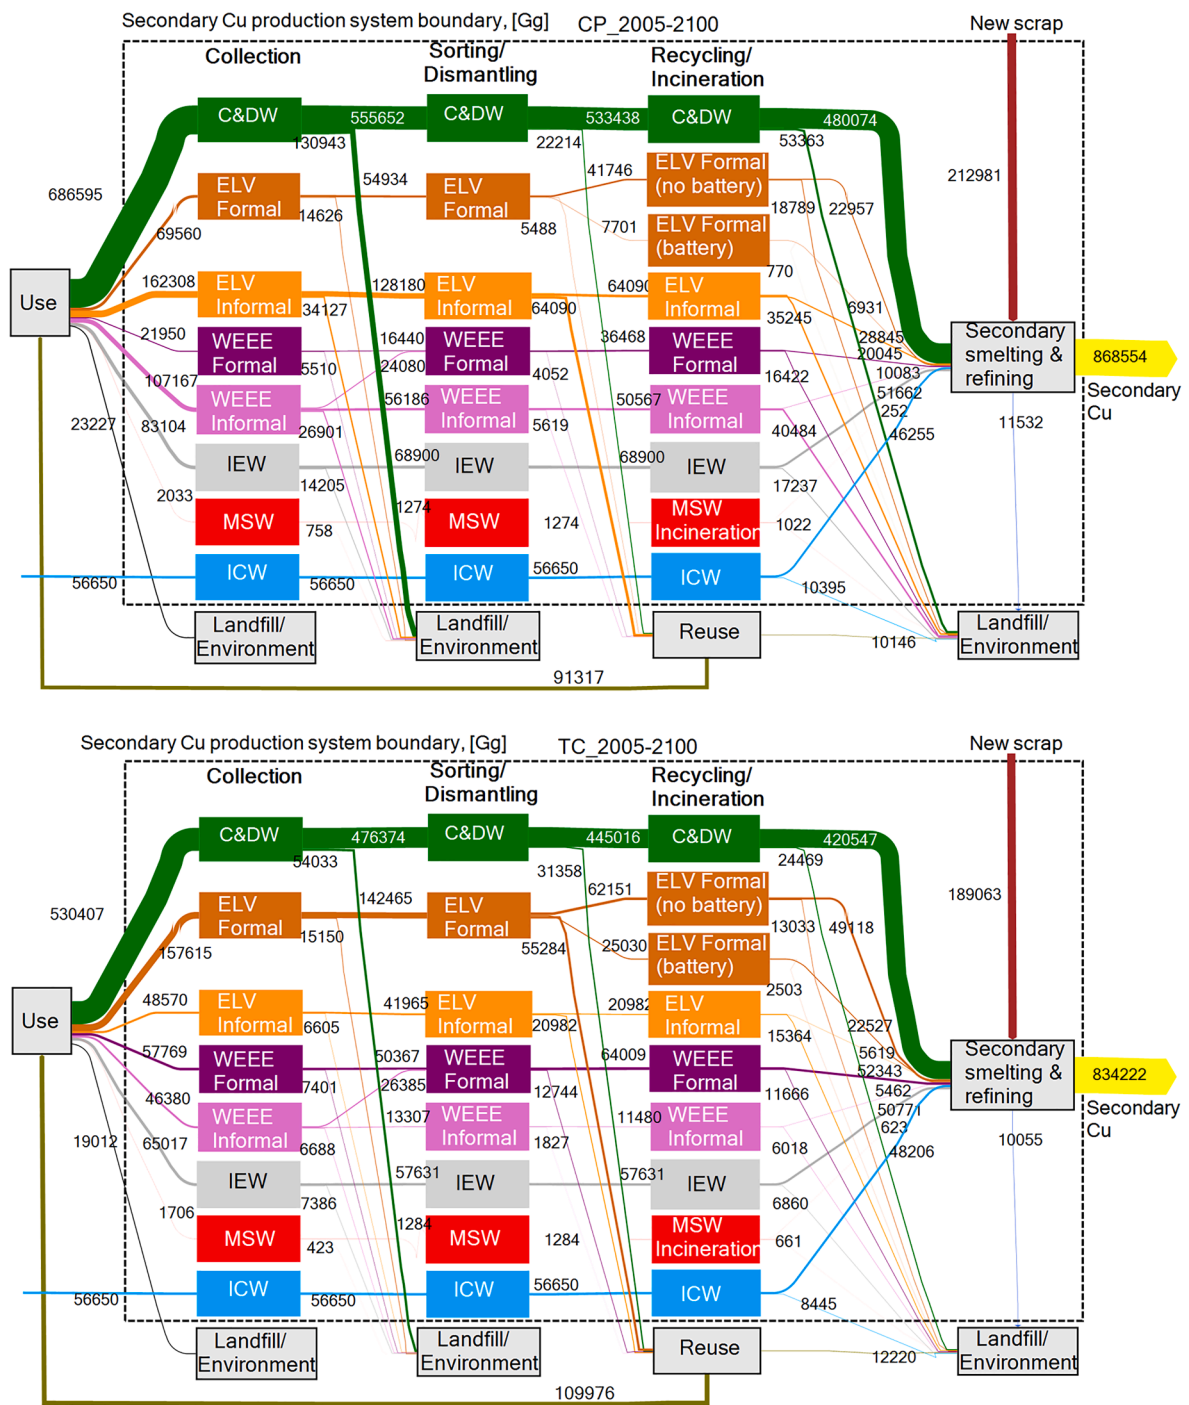 Secondary Cu production system boundary, [Gg]
CP_2005-2100
New scrap
Collection
Sorting/
Dismantling
Recycling/
Incineration
C&DW
555652
C&DW
533438
C&DW
480074
130943
22214
53363
686595
69560
ELV
Formal
54934
14626
ELV
Formal
41746
5488
7701
ELV Formal
(no battery)
18789
22957
212981
ELV Formal
(battery)
770
6931
Use
162308
ELV
Informal
128180
34127
ELV
Informal
64090
64090
ELV
Informal
35245
28845
21950
WEEE
Formal
16440
5510
24080
WEEE
Formal
36468
4052
WEEE
Formal
20045
16422
10083
107167
WEEE
Informal
56186
26901
WEEE
Informal
50567
5619
WEEE
Informal
51662
252
40484
46255
Secondary
smelting &
refining
868554
Secondary
Cu
11532
23227
83104
IEW
68900
14205
IEW
68900
IEW
17237
2033
MSW
1274
758
MSW
1274
MSW
Incineration
1022
56650
ICW
56650
ICW
56650
ICW
10395
Landfill/
Environment
Landfill/
Environment
Reuse
10146
Landfill/
Environment
91317
Secondary Cu production system boundary, [Gg]
TC_2005-2100
New scrap
Collection
Sorting/
Dismantling
Recycling/
Incineration
C&DW
476374
C&DW
445016
C&DW
420547
54033
31358
24469
530407
157615
ELV
Formal
142465
15150
ELV
Formal
62151
55284
25030
ELV Formal
(no battery)
13033
49118
189063
ELV Formal
(battery)
2503
22527
Use
48570
ELV
Informal
41965
6605
ELV
Informal
20982
20982
ELV
Informal
15364
5619
57769
WEEE
Formal
50367
7401
26385
WEEE
Formal
64009
12744
WEEE
Formal
52343
11666
5462
46380
WEEE
Informal
13307
6688
WEEE
Informal
11480
1827
WEEE
Informal
50771
623
6018
48206
Secondary
smelting &
refining
834222
Secondary
Cu
10055
19012
65017
IEW
57631
7386
IEW
57631
IEW
6860
1706
MSW
1284
423
MSW
1284
MSW
Incineration
661
56650
ICW
56650
ICW
56650
ICW
8445
Landfill/
Environment
Landfill/
Environment
Reuse
12220
Landfill/
Environment
109976